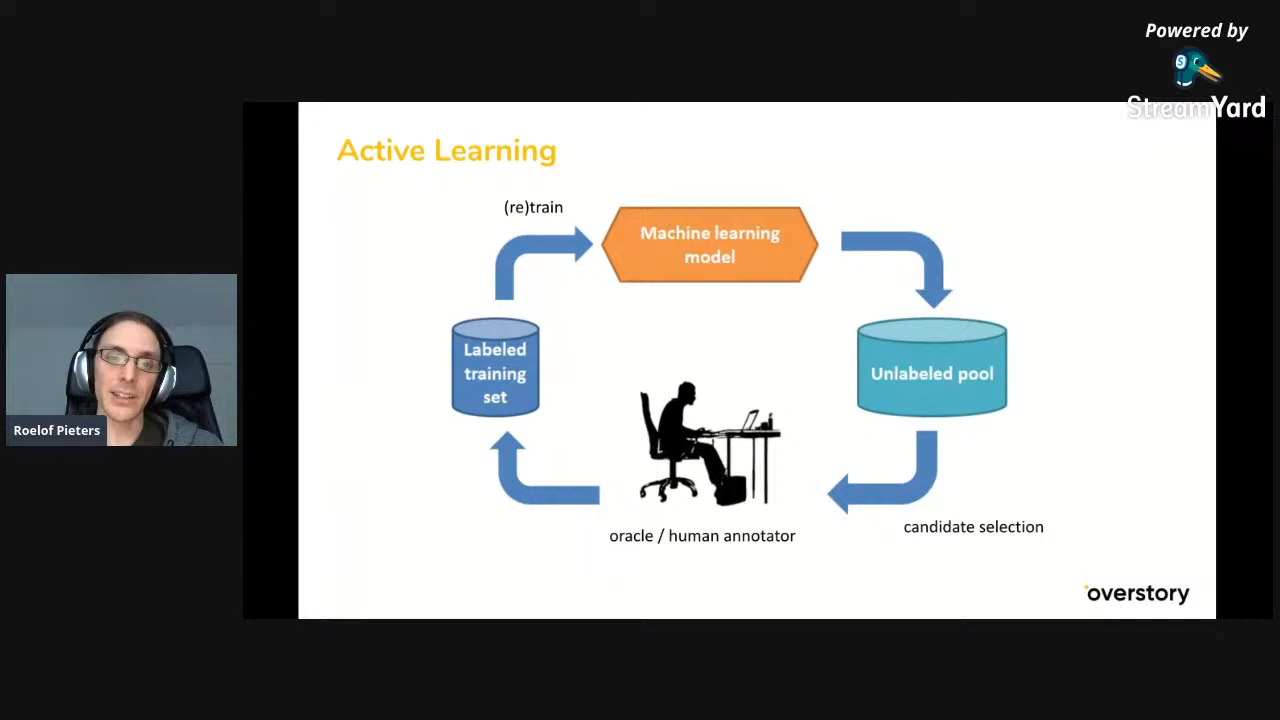 Powered by
StreamYard
Active Learning
(re)train
Machine learning
model
Labeled
training
set
Unlabeled pool
Roelof Pieters
candidate selection
oracle / human annotator
overstory